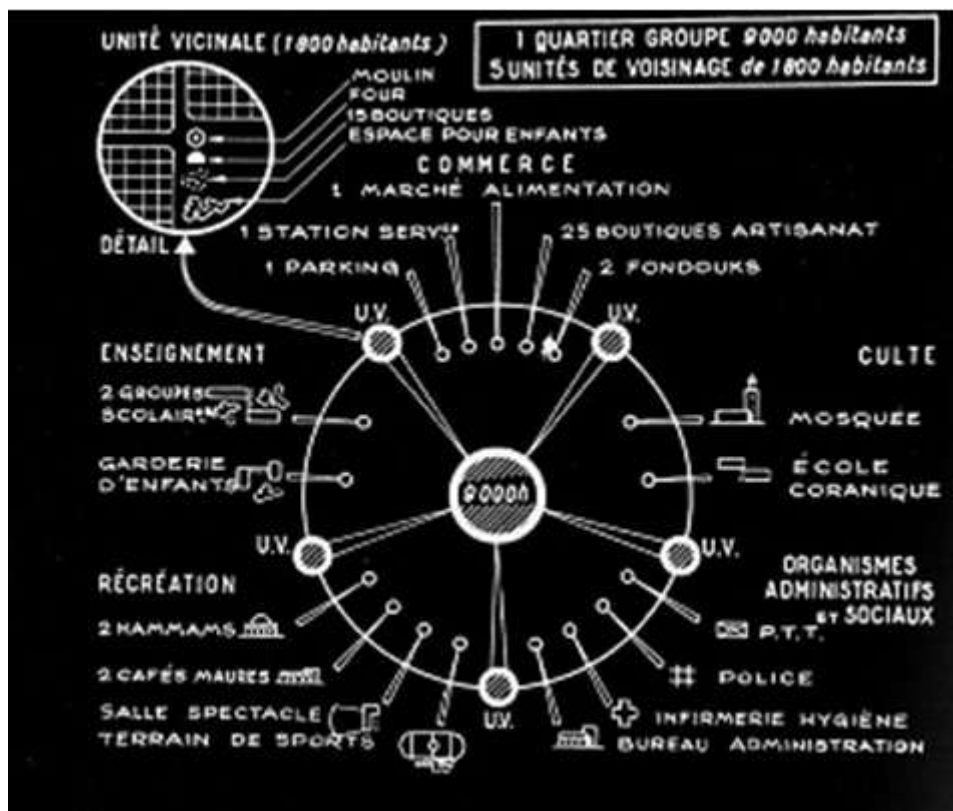 UNITÉ VICINALE (1800 habitants)
1 QUARTIER GROUPE 9000 habitants
5 UNITÉS DE VOISINAGE de 1800 habitants
MOULIN
FOUR
15 BOUTIQUES
ESPACE POUR ENFANTS
DÉTAIL
COMMERCE
1 MARCHÉ ALIMENTATION
1 STATION SERVce
25 BOUTIQUES ARTISANAT
1 PARKING
2 FONDOUKS
U.V.
U.V.
ENSEIGNEMENT
2 GROUPES
SCOLAIRes
GARDERIE
D'ENFANTS
CULTE
MOSQUÉE
ÉCOLE
CORANIQUE
9000h
U.V.
U.V.
RÉCRÉATION
2 HAMMAMS
2 CAFÉS MAURES
SALLE SPECTACLE
TERRAIN DE SPORTS
U.V.
ORGANISMES
ADMINISTRATIFS
ET SOCIAUX
P.T.T.
POLICE
INFIRMERIE HYGIÈNE
BUREAU ADMINISTRATION